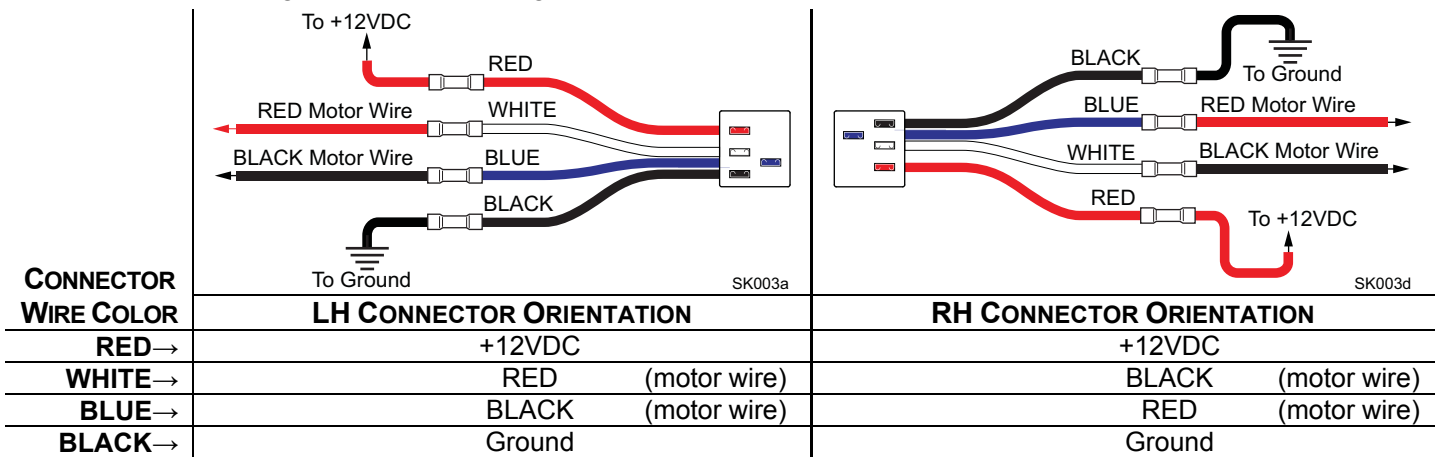 To +12VDC
RED
RED Motor Wire
WHITE
BLACK Motor Wire
BLUE
BLACK
To Ground
SK003a
BLACK
To Ground
BLUE
RED Motor Wire
WHITE
BLACK Motor Wire
RED
To +12VDC
SK003d
CONNECTOR
WIRE COLOR LH CONNECTOR ORIENTATION RH CONNECTOR ORIENTATION
RED→ +12VDC +12VDC
WHITE→ RED (motor wire) BLACK (motor wire)
BLUE→ BLACK (motor wire) RED (motor wire)
BLACK→ Ground Ground